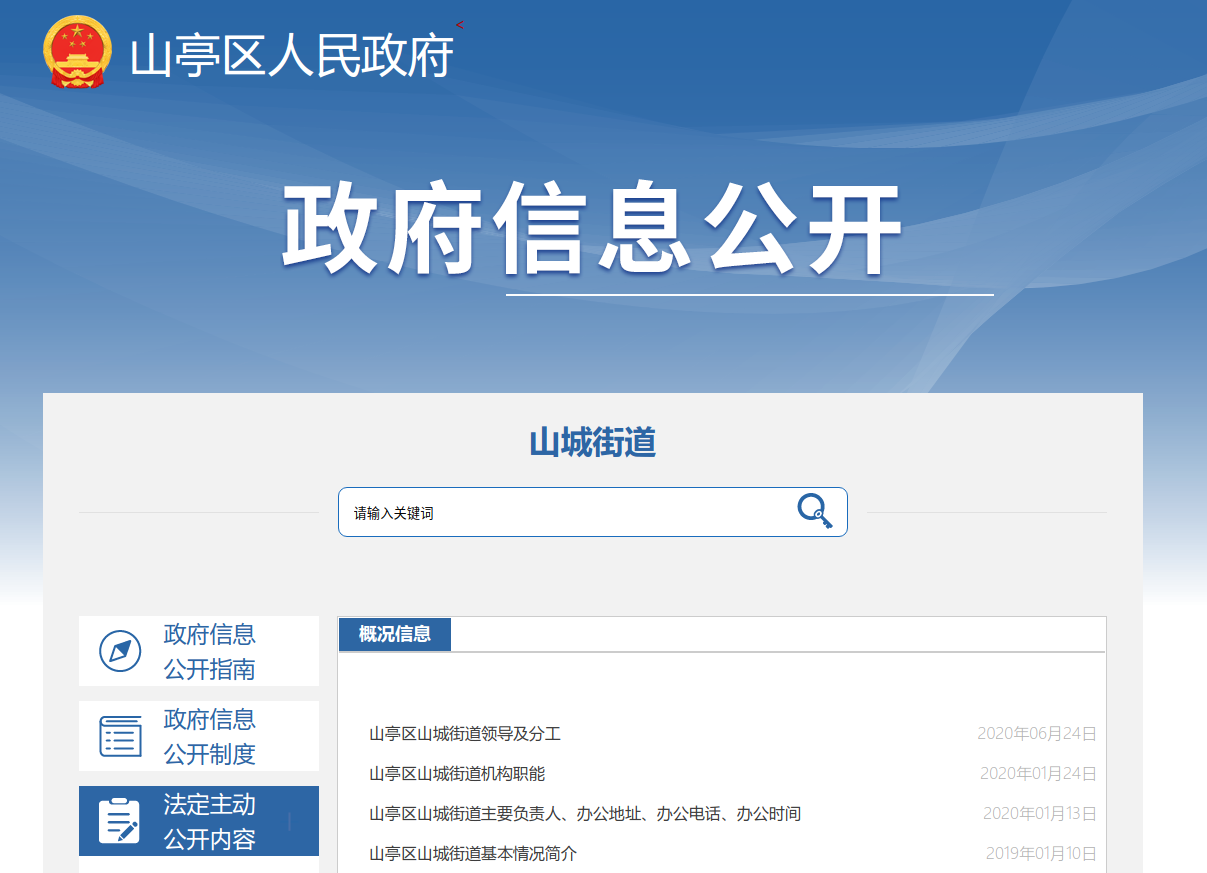 山亭区人民政府
<
政府信息公开
山城街道
请输入关键词
政府信息
公开指南
政府信息
公开制度
法定主动
公开内容
概况信息
山亭区山城街道领导及分工 2020年06月24日
山亭区山城街道机构职能 2020年01月24日
山亭区山城街道主要负责人、办公地址、办公电话、办公时间 2020年01月13日
山亭区山城街道基本情况简介 2019年01月10日